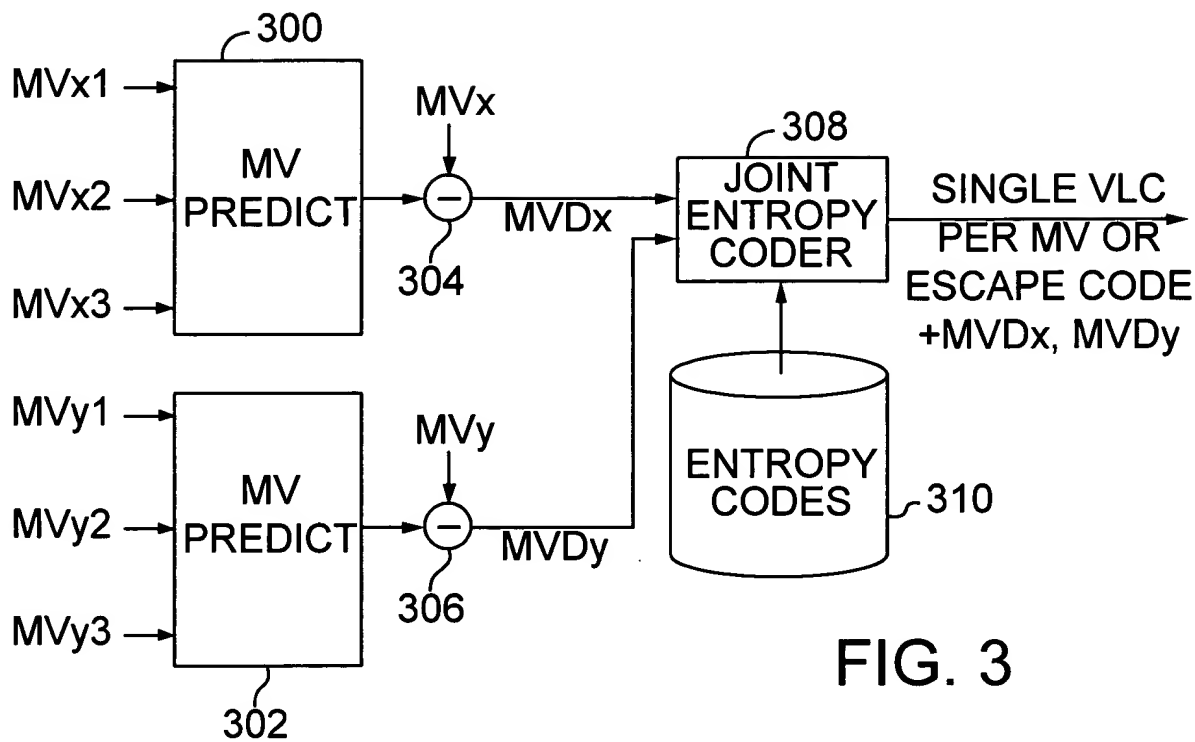 300
MVx1
MVx2
MVx3
MV
PREDICT
MVx
304
MVDx
308
JOINT
ENTROPY
CODER
SINGLE VLC
PER MV OR
ESCAPE CODE
+MVDx, MVDy
MVy1
MVy2
MVy3
MV
PREDICT
302
MVy
306
MVDy
ENTROPY
CODES
310
FIG. 3